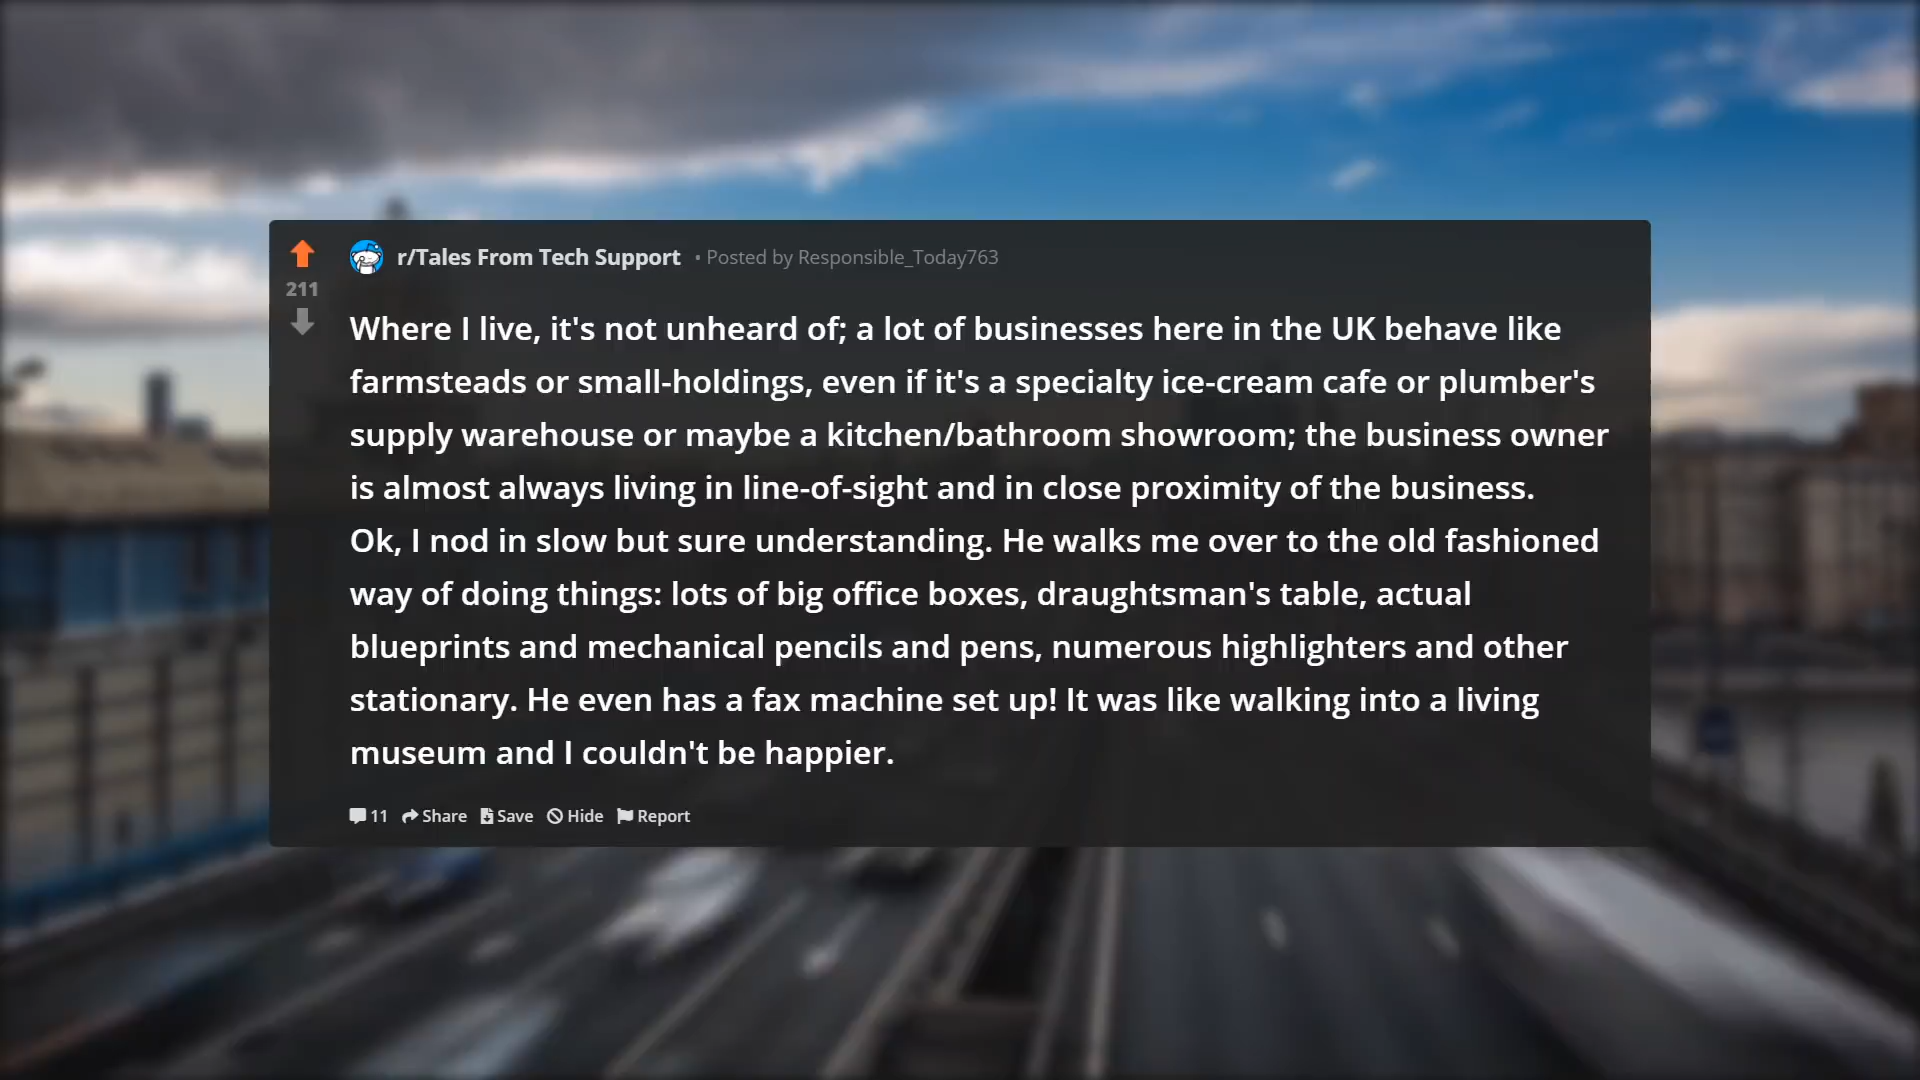 r/Tales From Tech Support • Posted by Responsible_Today763
211
Where I live, it's not unheard of; a lot of businesses here in the UK behave like
farmsteads or small-holdings, even if it's a specialty ice-cream cafe or plumber's
supply warehouse or maybe a kitchen/bathroom showroom; the business owner
is almost always living in line-of-sight and in close proximity of the business.
Ok, I nod in slow but sure understanding. He walks me over to the old fashioned
way of doing things: lots of big office boxes, draughtsman's table, actual
blueprints and mechanical pencils and pens, numerous highlighters and other
stationary. He even has a fax machine set up! It was like walking into a living
museum and I couldn't be happier.
11 Share Save Hide Report